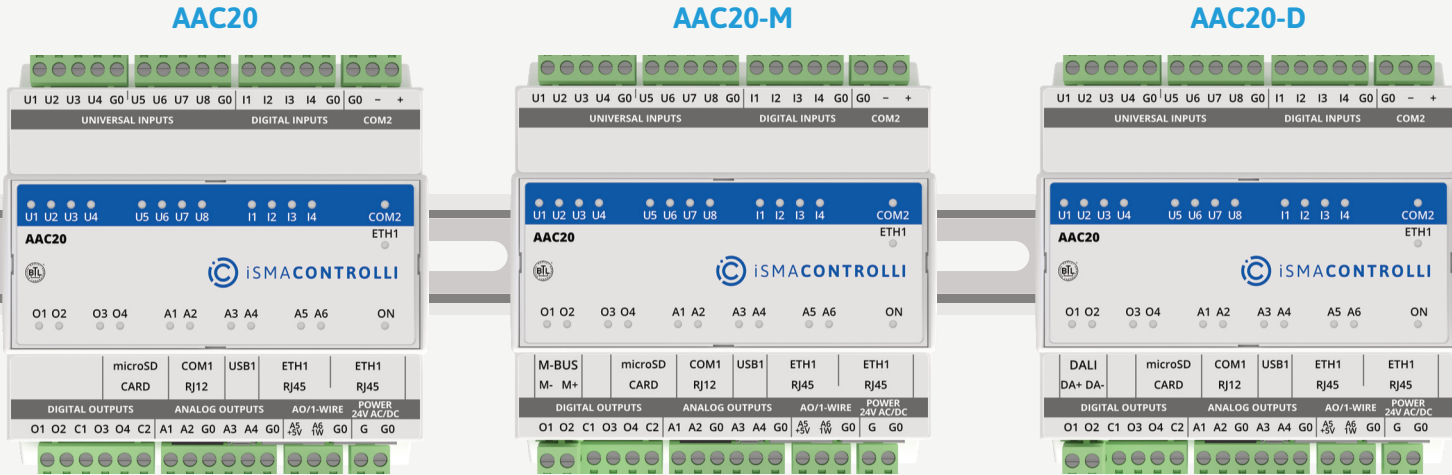 AAC20
U1 U2 U3 U4 G0 U5 U6 U7 U8 G0 I1 I2 I3 I4 G0 G0 – +
UNIVERSAL INPUTS DIGITAL INPUTS COM2
U1 U2 U3 U4 U5 U6 U7 U8 I1 I2 I3 I4 COM2
AAC20 ETH1
BTL iSMACONTROLLI
O1 O2 O3 O4 A1 A2 A3 A4 A5 A6 ON
microSD COM1 USB1 ETH1 ETH1
CARD RJ12 RJ45 RJ45
DIGITAL OUTPUTS ANALOG OUTPUTS AO/1-WIRE POWER
24V AC/DC
O1 O2 C1 O3 O4 C2 A1 A2 G0 A3 A4 G0 A5 A6 G0 G G0
+5V 1W
AAC20-M
U1 U2 U3 U4 G0 U5 U6 U7 U8 G0 I1 I2 I3 I4 G0 G0 – +
UNIVERSAL INPUTS DIGITAL INPUTS COM2
U1 U2 U3 U4 U5 U6 U7 U8 I1 I2 I3 I4 COM2
AAC20 ETH1
BTL iSMACONTROLLI
O1 O2 O3 O4 A1 A2 A3 A4 A5 A6 ON
M-BUS microSD COM1 USB1 ETH1 ETH1
M- M+ CARD RJ12 RJ45 RJ45
DIGITAL OUTPUTS ANALOG OUTPUTS AO/1-WIRE POWER
24V AC/DC
O1 O2 C1 O3 O4 C2 A1 A2 G0 A3 A4 G0 A5 A6 G0 G G0
+5V 1W
AAC20-D
U1 U2 U3 U4 G0 U5 U6 U7 U8 G0 I1 I2 I3 I4 G0 G0 – +
UNIVERSAL INPUTS DIGITAL INPUTS COM2
U1 U2 U3 U4 U5 U6 U7 U8 I1 I2 I3 I4 COM2
AAC20 ETH1
BTL iSMACONTROLLI
O1 O2 O3 O4 A1 A2 A3 A4 A5 A6 ON
DALI microSD COM1 USB1 ETH1 ETH1
DA+ DA- CARD RJ12 RJ45 RJ45
DIGITAL OUTPUTS ANALOG OUTPUTS AO/1-WIRE POWER
24V AC/DC
O1 O2 C1 O3 O4 C2 A1 A2 G0 A3 A4 G0 A5 A6 G0 G G0
+5V 1W